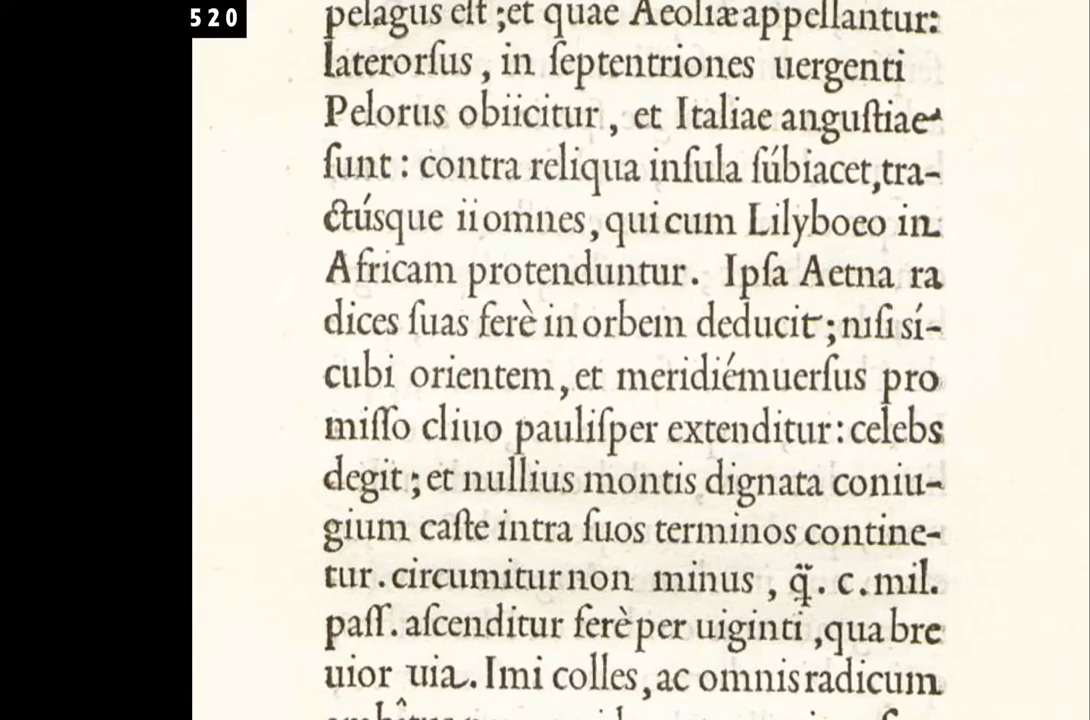 520
pelagus est ;et quae Aeoliæ appellantur:
laterorſus , in ſeptentriones uergenti
Pelorus obiicitur , et Italiae anguſtiae
ſunt : contra reliqua inſula ſúbiacet,tra-
ctúsque ii omnes, qui cum Lilyboeo in
Africam protenduntur. Ipſa Aetna ra
dices ſuas ferè in orbem deducit ; niſi sí-
cubi orientem, et meridiémuerſus pro
miſſo cliuo pauliſper extenditur: celebs
degit ; et nullius montis dignata coniu-
gium caſte intra ſuos terminos contine-
tur. circumitur non minus , q̃̈. c. mil.
paſſ. aſcenditur ferè per uiginti , qua bre
uior uia. Imi colles, ac omnis radicum